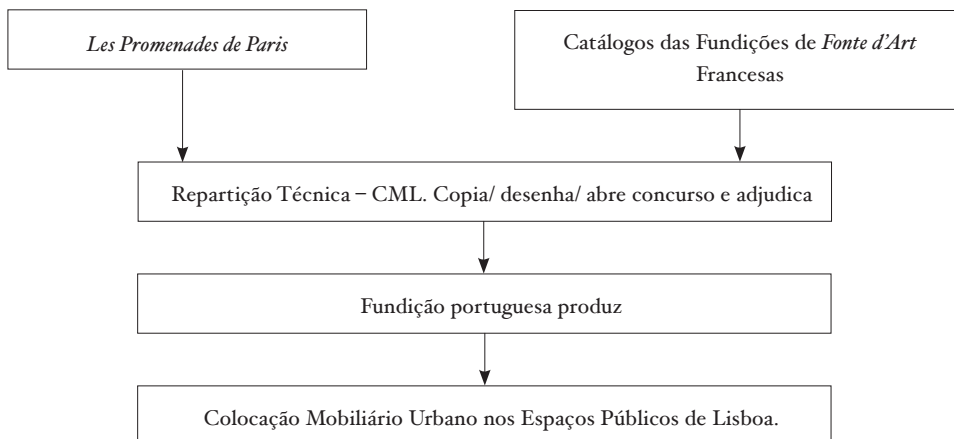 Les Promenades de Paris
Catálogos das Fundições de Fonte d'Art
Francesas
Repartição Técnica – CML. Copia/ desenha/ abre concurso e adjudica
Fundição portuguesa produz
Colocação Mobiliário Urbano nos Espaços Públicos de Lisboa.